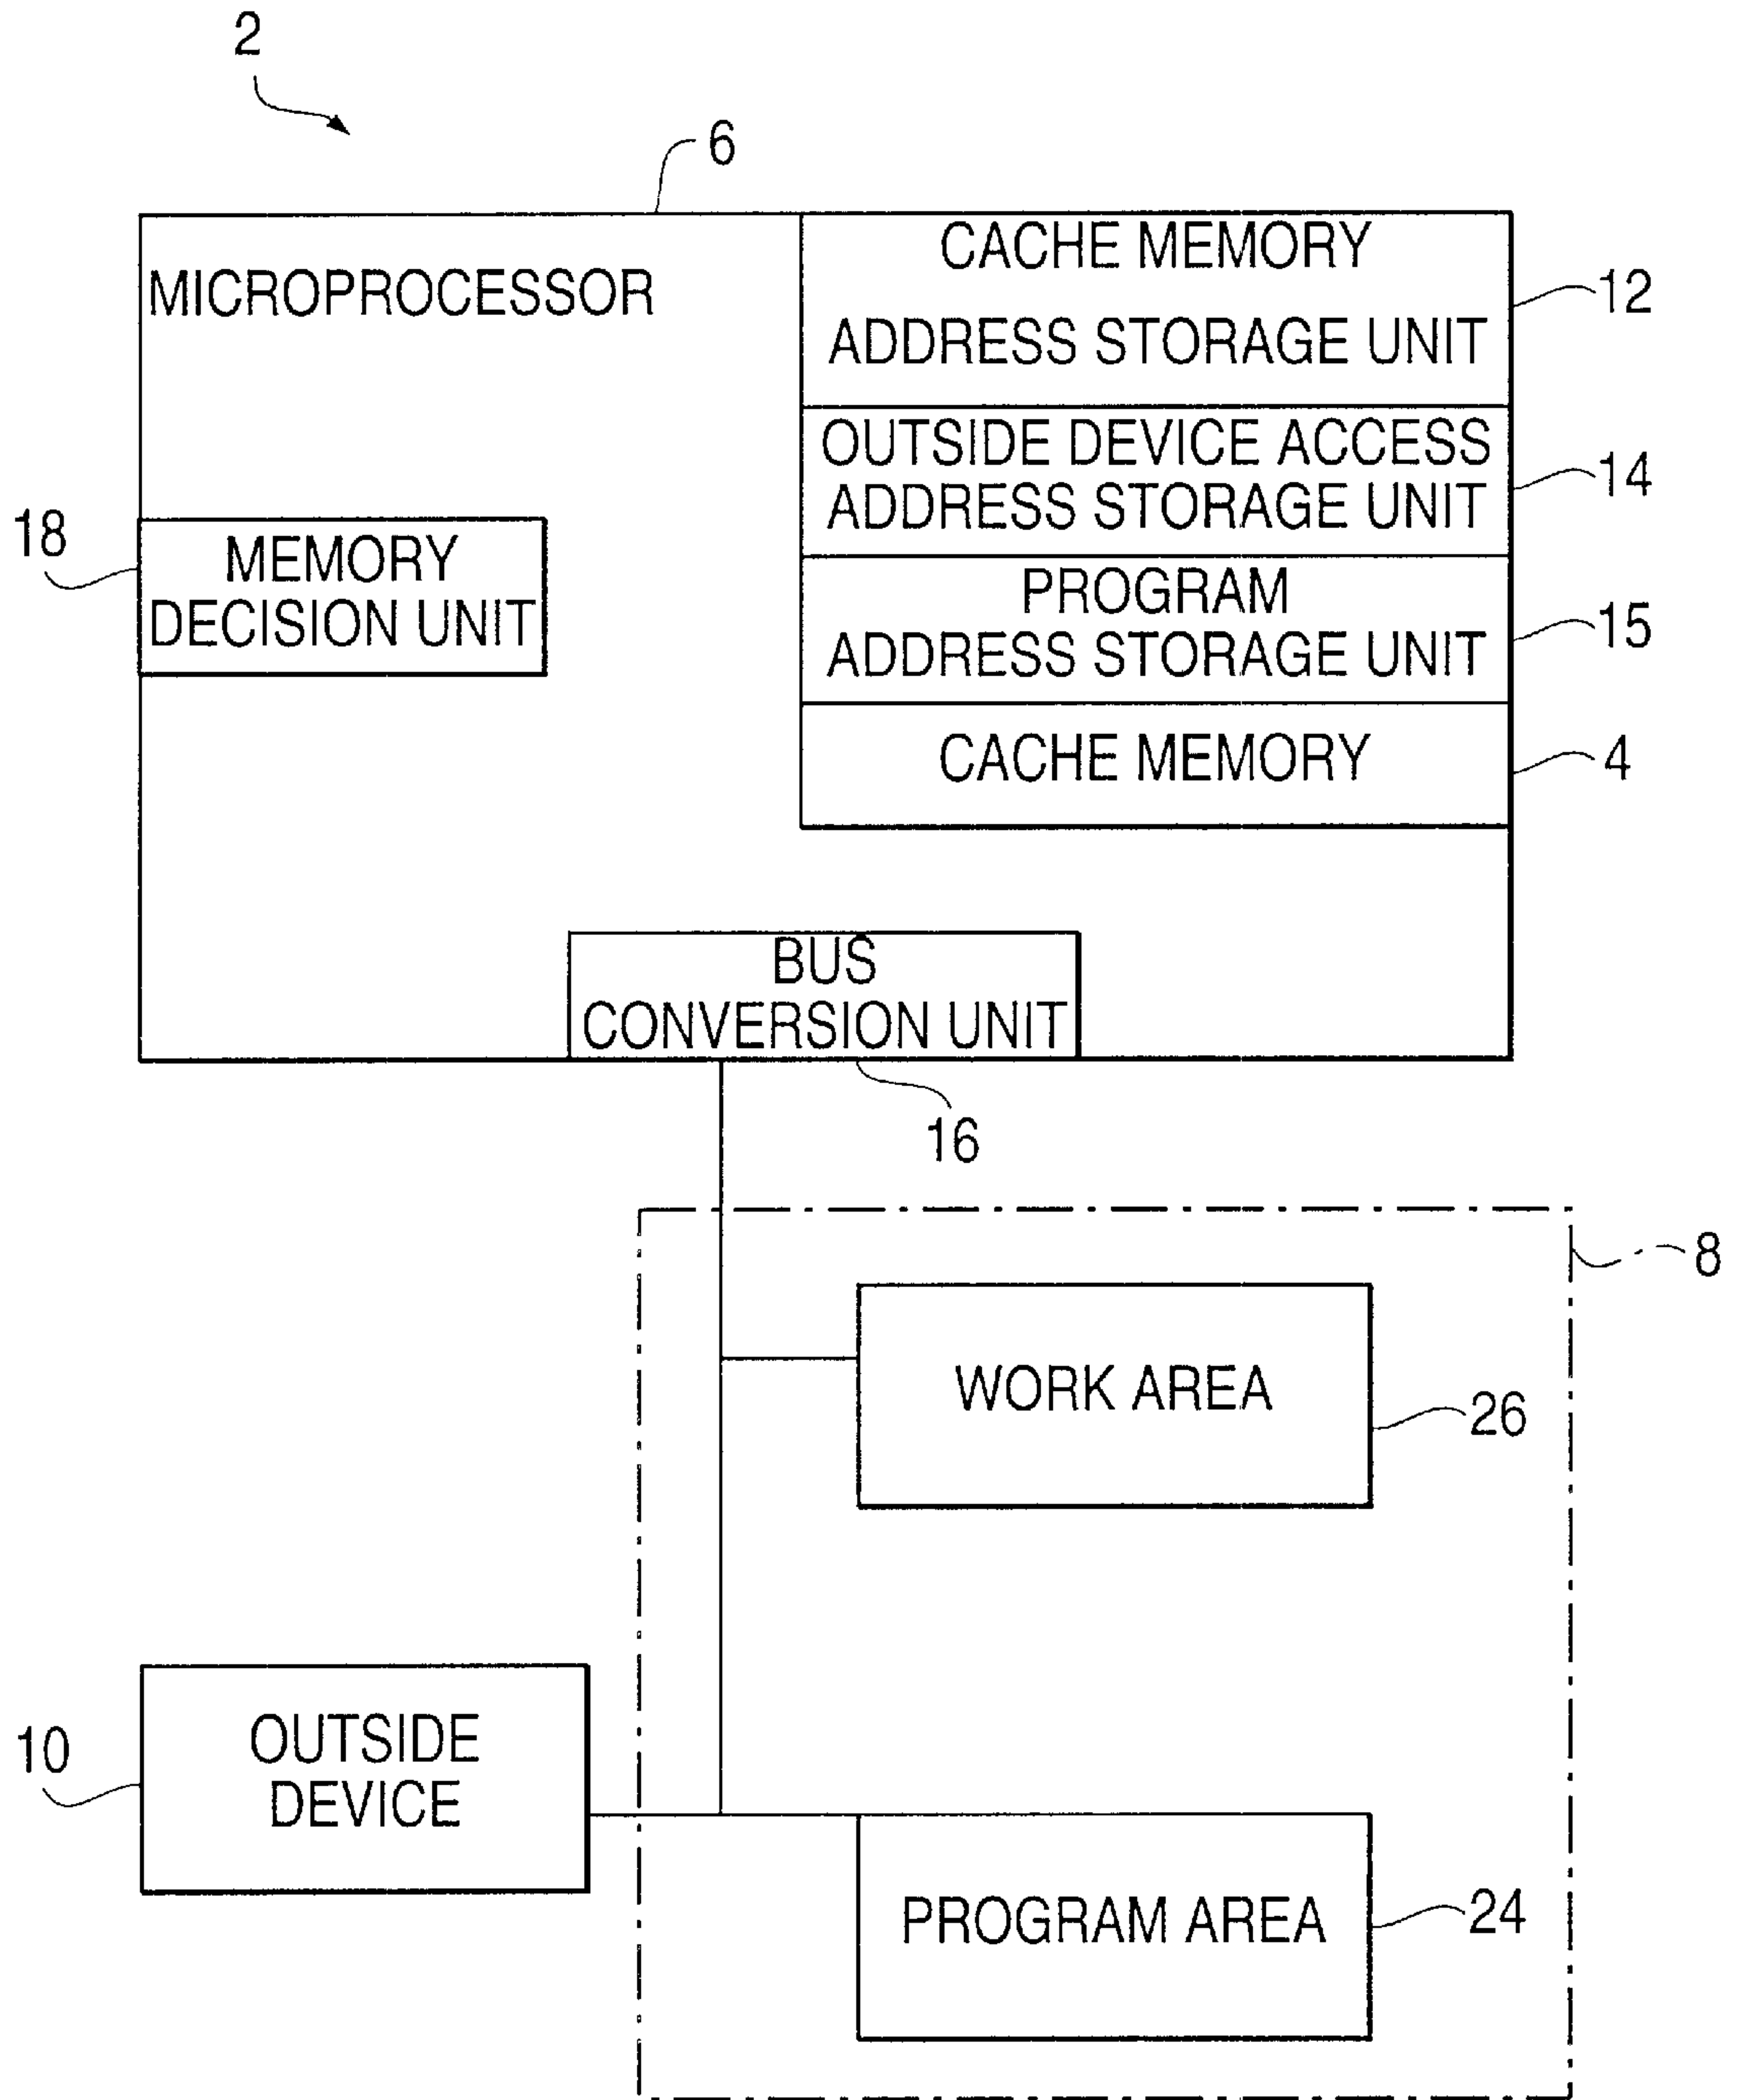 2
6
MICROPROCESSOR
CACHE MEMORY
ADDRESS STORAGE UNIT
12
OUTSIDE DEVICE ACCESS
ADDRESS STORAGE UNIT
14
18
MEMORY
DECISION UNIT
PROGRAM
ADDRESS STORAGE UNIT
15
CACHE MEMORY
4
BUS
CONVERSION UNIT
16
8
WORK AREA
26
10
OUTSIDE
DEVICE
PROGRAM AREA
24